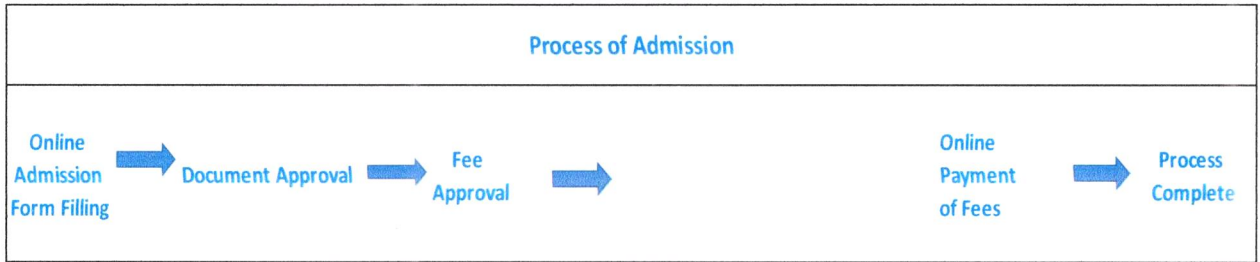 Process of Admission
Online
Admission
Form Filling
Document Approval
Fee
Approval
Online
Payment
of Fees
Process
Complete